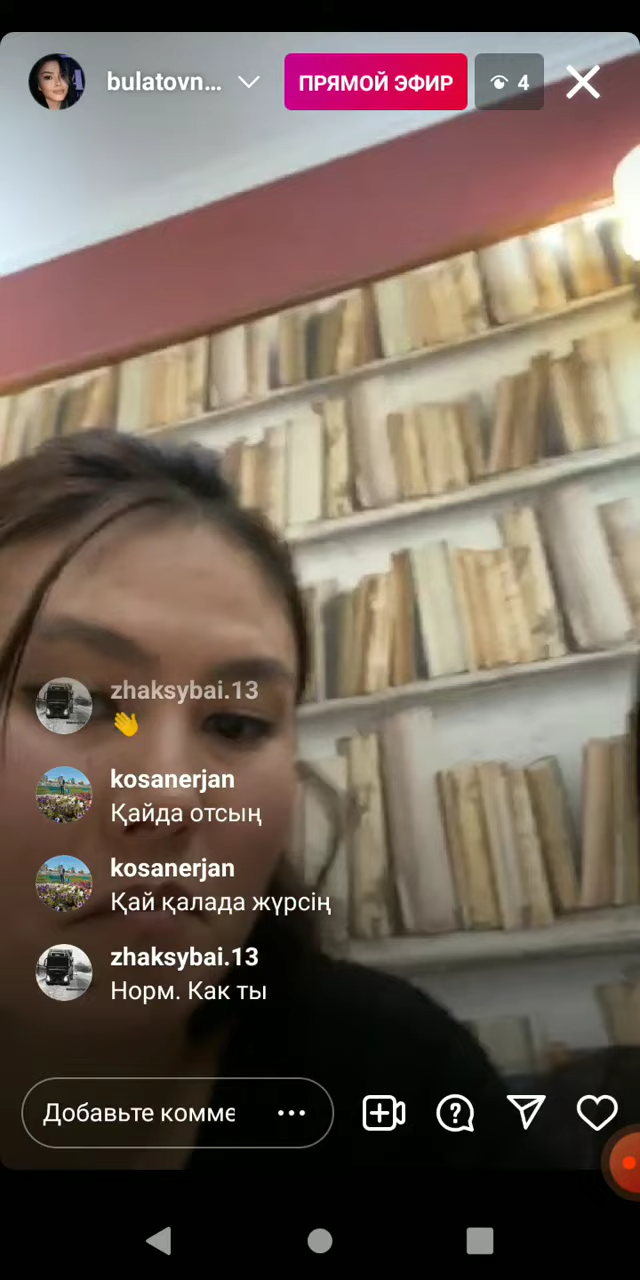 bulatovn...
ПРЯМОЙ ЭФИР
4
zhaksybai.13
👋
kosanerjan
Қайда отсың
kosanerjan
Қай қалада жүрсің
zhaksybai.13
Норм. Как ты
Добавьте комме